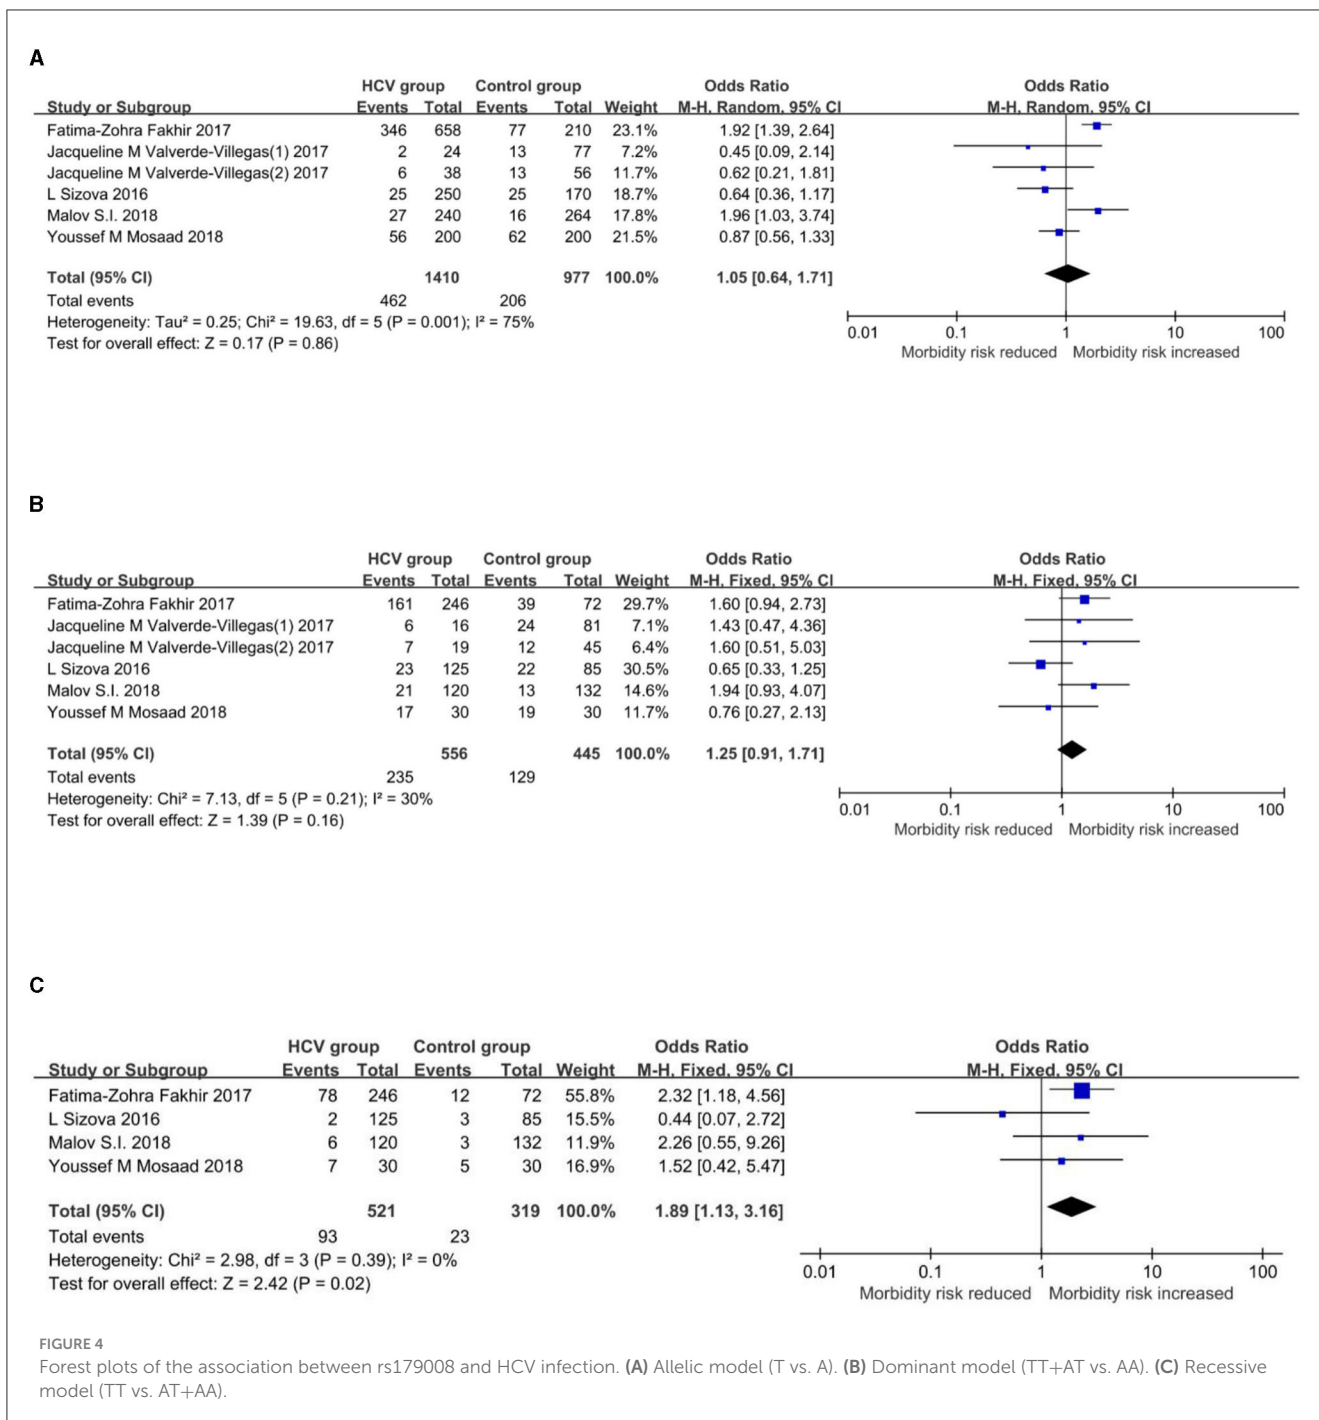 A
HCV group Control group Odds Ratio Odds Ratio
Study or Subgroup Events Total Events Total Weight M-H, Random, 95% CI M-H, Random, 95% CI
Fatima-Zohra Fakhir 2017 346 658 77 210 23.1% 1.92 [1.39, 2.64]
Jacqueline M Valverde-Villegas(1) 2017 2 24 13 77 7.2% 0.45 [0.09, 2.14]
Jacqueline M Valverde-Villegas(2) 2017 6 38 13 56 11.7% 0.62 [0.21, 1.81]
L Sizova 2016 25 250 25 170 18.7% 0.64 [0.36, 1.17]
Malov S.I. 2018 27 240 16 264 17.8% 1.96 [1.03, 3.74]
Youssef M Mosaad 2018 56 200 62 200 21.5% 0.87 [0.56, 1.33]
Total (95% CI) 1410 977 100.0% 1.05 [0.64, 1.71]
Total events 462 206
Heterogeneity: Tau² = 0.25; Chi² = 19.63, df = 5 (P = 0.001); I² = 75%
Test for overall effect: Z = 0.17 (P = 0.86)
0.01 0.1 1 10 100
Morbidity risk reduced Morbidity risk increased
B
HCV group Control group Odds Ratio Odds Ratio
Study or Subgroup Events Total Events Total Weight M-H, Fixed, 95% CI M-H, Fixed, 95% CI
Fatima-Zohra Fakhir 2017 161 246 39 72 29.7% 1.60 [0.94, 2.73]
Jacqueline M Valverde-Villegas(1) 2017 6 16 24 81 7.1% 1.43 [0.47, 4.36]
Jacqueline M Valverde-Villegas(2) 2017 7 19 12 45 6.4% 1.60 [0.51, 5.03]
L Sizova 2016 23 125 22 85 30.5% 0.65 [0.33, 1.25]
Malov S.I. 2018 21 120 13 132 14.6% 1.94 [0.93, 4.07]
Youssef M Mosaad 2018 17 30 19 30 11.7% 0.76 [0.27, 2.13]
Total (95% CI) 556 445 100.0% 1.25 [0.91, 1.71]
Total events 235 129
Heterogeneity: Chi² = 7.13, df = 5 (P = 0.21); I² = 30%
Test for overall effect: Z = 1.39 (P = 0.16)
0.01 0.1 1 10 100
Morbidity risk reduced Morbidity risk increased
C
HCV group Control group Odds Ratio Odds Ratio
Study or Subgroup Events Total Events Total Weight M-H, Fixed, 95% CI M-H, Fixed, 95% CI
Fatima-Zohra Fakhir 2017 78 246 12 72 55.8% 2.32 [1.18, 4.56]
L Sizova 2016 2 125 3 85 15.5% 0.44 [0.07, 2.72]
Malov S.I. 2018 6 120 3 132 11.9% 2.26 [0.55, 9.26]
Youssef M Mosaad 2018 7 30 5 30 16.9% 1.52 [0.42, 5.47]
Total (95% CI) 521 319 100.0% 1.89 [1.13, 3.16]
Total events 93 23
Heterogeneity: Chi² = 2.98, df = 3 (P = 0.39); I² = 0%
Test for overall effect: Z = 2.42 (P = 0.02)
0.01 0.1 1 10 100
Morbidity risk reduced Morbidity risk increased
FIGURE 4
Forest plots of the association between rs179008 and HCV infection. (A) Allelic model (T vs. A). (B) Dominant model (TT+AT vs. AA). (C) Recessive
model (TT vs. AT+AA).